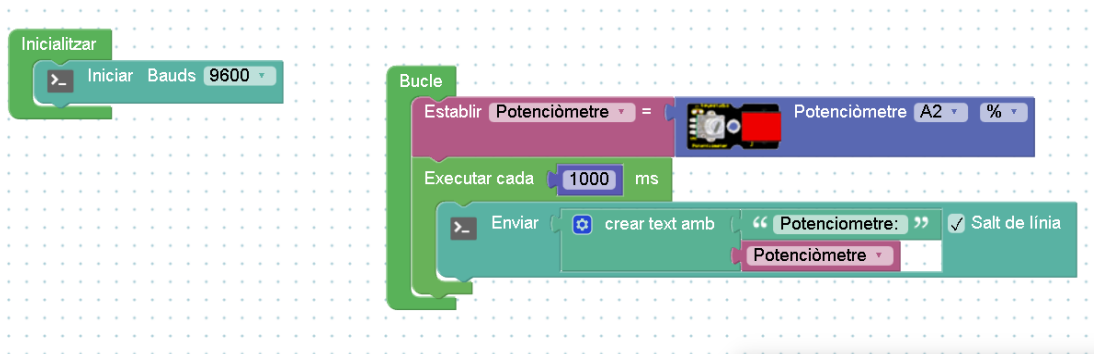 Inicialitzar
Iniciar Bauds 9600
Bucle
Establir Potenciòmetre = Potenciòmetre A2 %
Executar cada 1000 ms
Enviar crear text amb “ Potenciometre: ” Salt de línia
Potenciòmetre